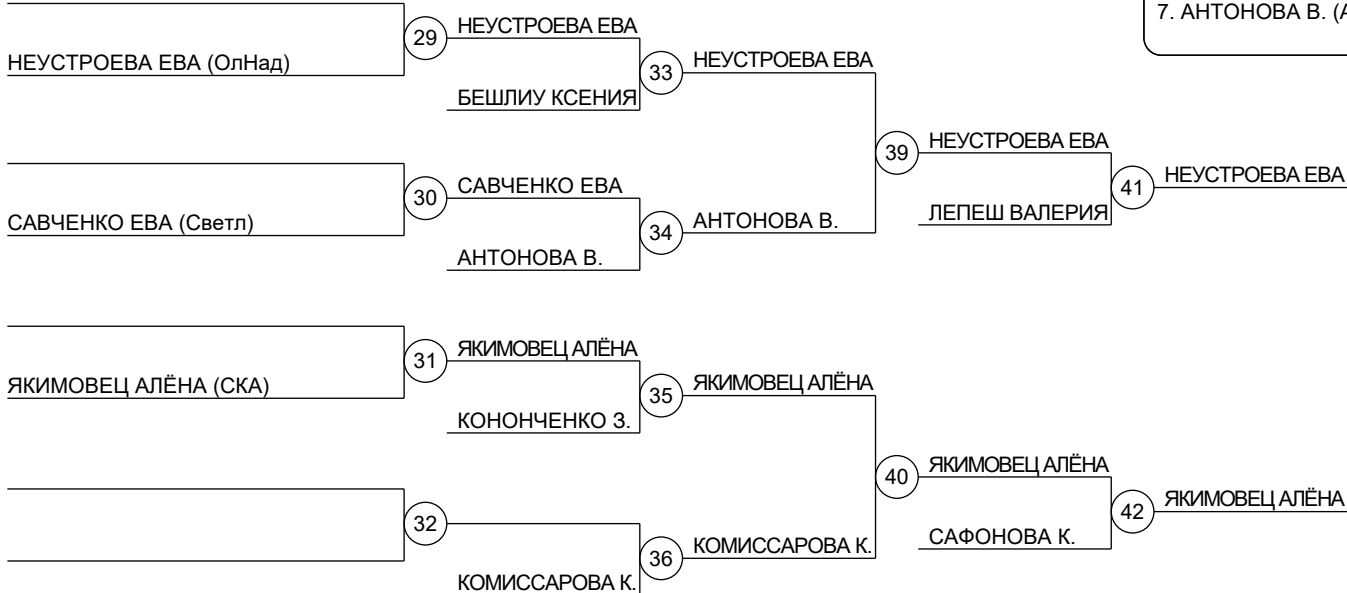 7. АНТОНОВА В. (А
29
НЕУСТРОЕВА ЕВА
НЕУСТРОЕВА ЕВА (ОлНад)
33
НЕУСТРОЕВА ЕВА
БЕШЛИУ КСЕНИЯ
39
НЕУСТРОЕВА ЕВА
41
НЕУСТРОЕВА ЕВА
30
САВЧЕНКО ЕВА
САВЧЕНКО ЕВА (Светл)
34
АНТОНОВА В.
ЛЕПЕШ ВАЛЕРИЯ
АНТОНОВА В.
31
ЯКИМОВЕЦ АЛЁНА
ЯКИМОВЕЦ АЛЁНА (СКА)
35
ЯКИМОВЕЦ АЛЁНА
КОНОНЧЕНКО З.
40
ЯКИМОВЕЦ АЛЁНА
42
ЯКИМОВЕЦ АЛЁНА
32
САФОНОВА К.
36
КОМИССАРОВА К.
КОМИССАРОВА К.